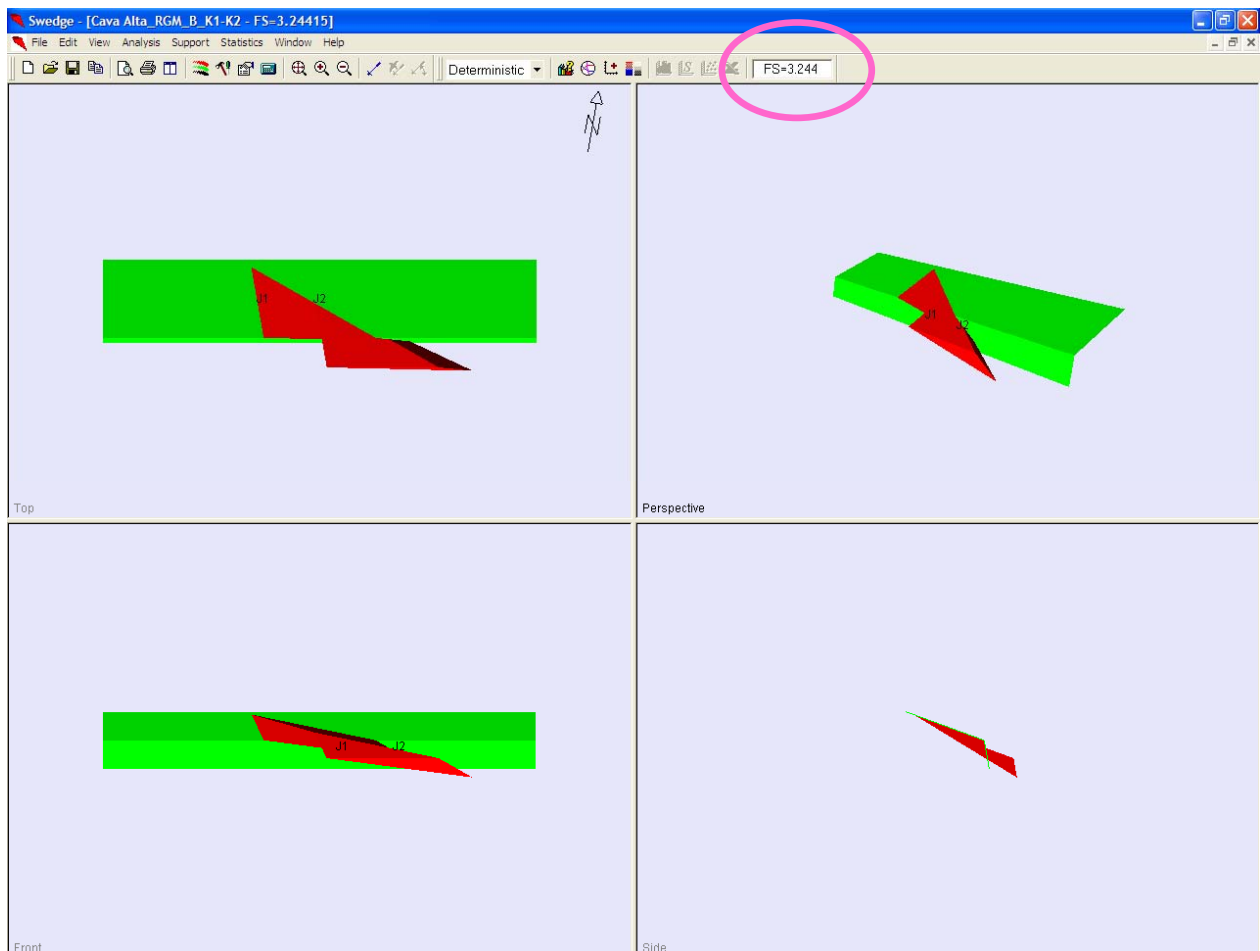 Swedge - [Cava Alta_RGM_B_K1-K2 - FS=3.24415]
File Edit View Analysis Support Statistics Window Help
Deterministic
FS=3.244
N
J1 J2
Top
J1
J2
Perspective
J1 J2
Front
Side